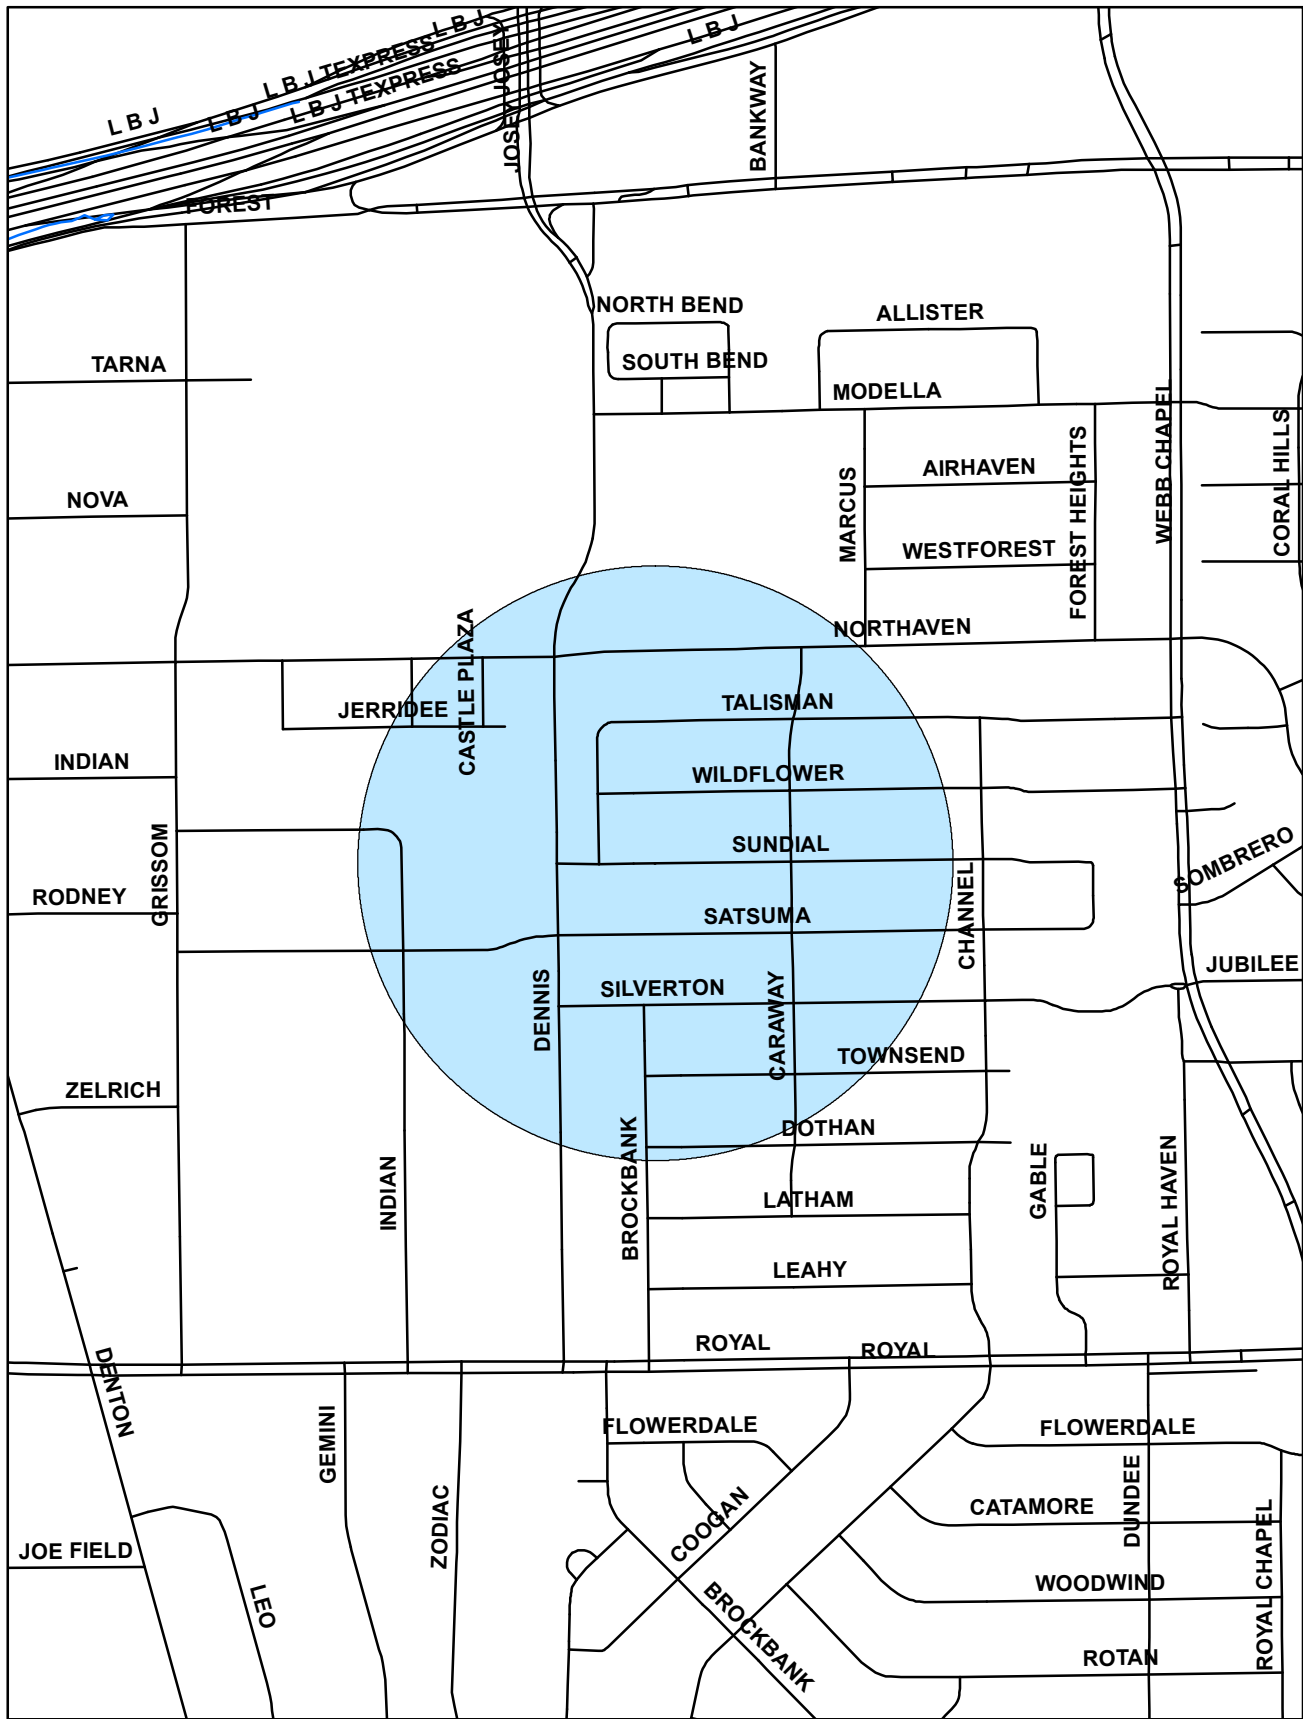 L B J
L B J
L B J TEXPRESS
L B J TEXPRESS
L B J
L B J
JOSEY
JOSEY
BANKWAY
FOREST
NORTH BEND
ALLISTER
SOUTH BEND
TARNA
MODELLA
WEBB CHAPEL
CORAL HILLS
FOREST HEIGHTS
AIRHAVEN
MARCUS
NOVA
WESTFOREST
CASTLE PLAZA
NORTHAVEN
JERRIDEE
TALISMAN
INDIAN
WILDFLOWER
GRISSOM
SUNDIAL
SOMBRERO
RODNEY
SATSUMA
CHANNEL
JUBILEE
DENNIS
SILVERTON
CARAWAY
TOWNSEND
ZELRICH
DOTHAN
BROCKBANK
GABLE
ROYAL HAVEN
INDIAN
LATHAM
LEAHY
ROYAL
ROYAL
DENTON
GEMINI
FLOWERDALE
FLOWERDALE
DUNDEE
ZODIAC
COOGAN
CATAMORE
ROYAL CHAPEL
JOE FIELD
LEO
WOODWIND
BROCKBANK
ROTAN